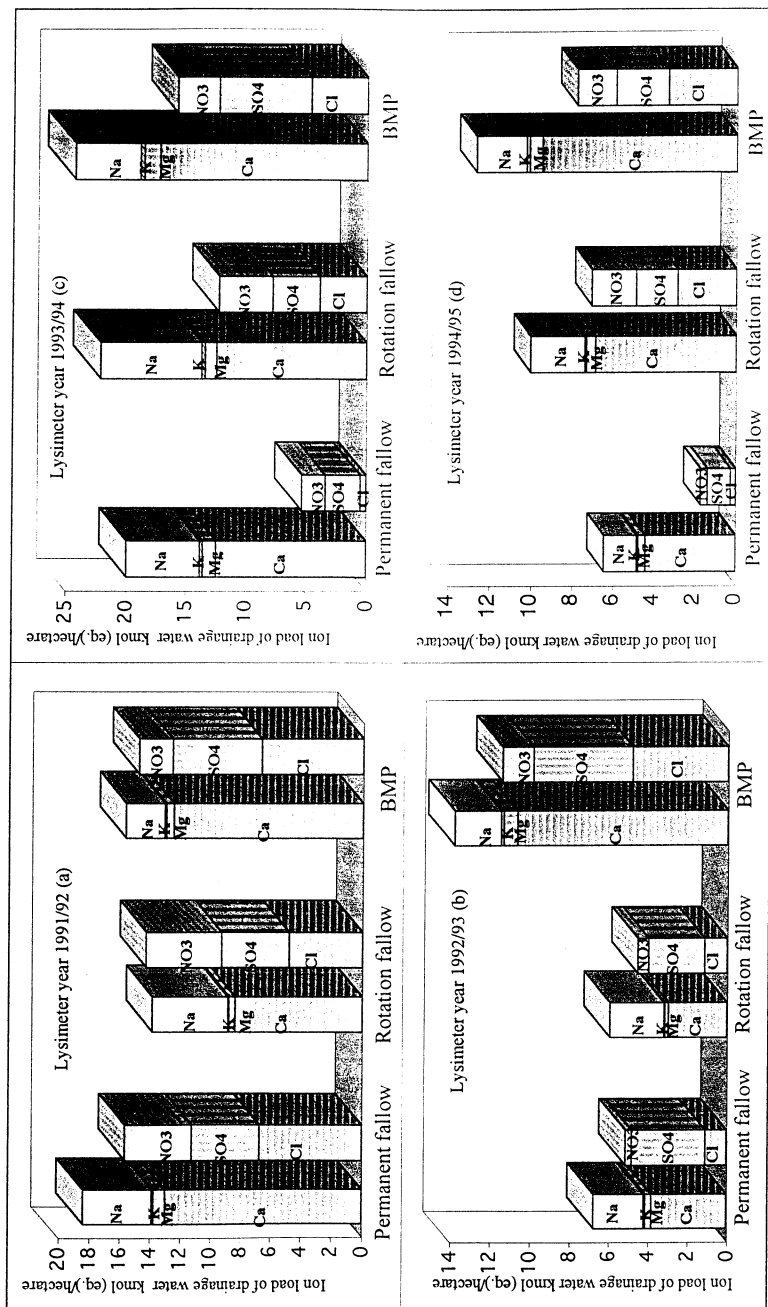 Lysimeter year 1991/92 (a)
Ion load of drainage water kmol (eq.)/hectare
20
18
16
14
12
10
8
6
4
2
0
Na
K
Mg
Ca
NO3
SO4
Cl
Na
K
Mg
Ca
NO3
SO4
Cl
Na
K
Mg
Ca
NO3
SO4
Cl
Permanent fallow
Rotation fallow
BMP
Lysimeter year 1993/94 (c)
Ion load of drainage water kmol (eq.)/hectare
25
20
15
10
5
0
Na
K
Mg
Ca
NO3
SO4
Cl
Na
K
Mg
Ca
NO3
SO4
Cl
Na
K
Mg
Ca
NO3
SO4
Cl
Permanent fallow
Rotation fallow
BMP
Lysimeter year 1992/93 (b)
Ion load of drainage water kmol (eq.)/hectare
14
12
10
8
6
4
2
0
Na
K
Mg
Ca
NO3
SO4
Cl
Na
K
Mg
Ca
NO3
SO4
Cl
Na
K
Mg
Ca
NO3
SO4
Cl
Permanent fallow
Rotation fallow
BMP
Lysimeter year 1994/95 (d)
Ion load of drainage water kmol (eq.)/hectare
14
12
10
8
6
4
2
0
Na
K
Mg
Ca
NO3
SO4
Cl
Na
K
Mg
Ca
NO3
SO4
Cl
Na
K
Mg
Ca
NO3
SO4
Cl
Permanent fallow
Rotation fallow
BMP